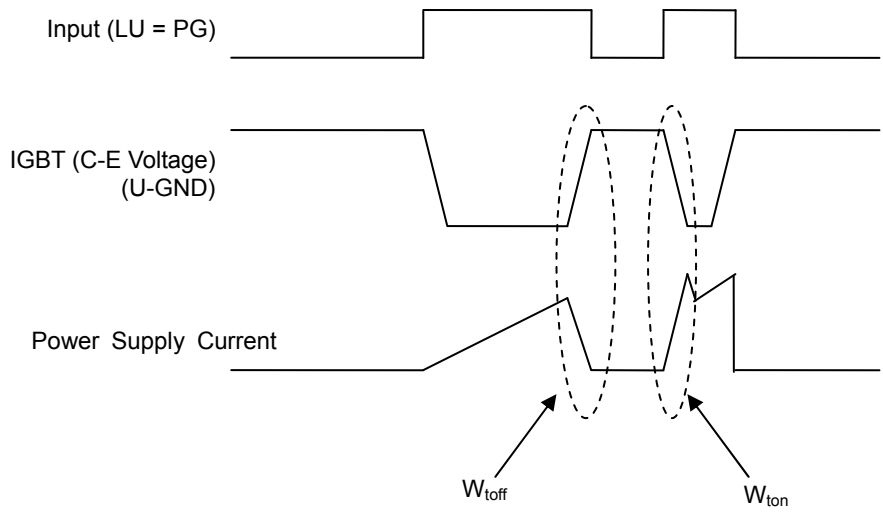 Input (LU = PG)
IGBT (C-E Voltage)
(U-GND)
Power Supply Current
Wtoff
Wton